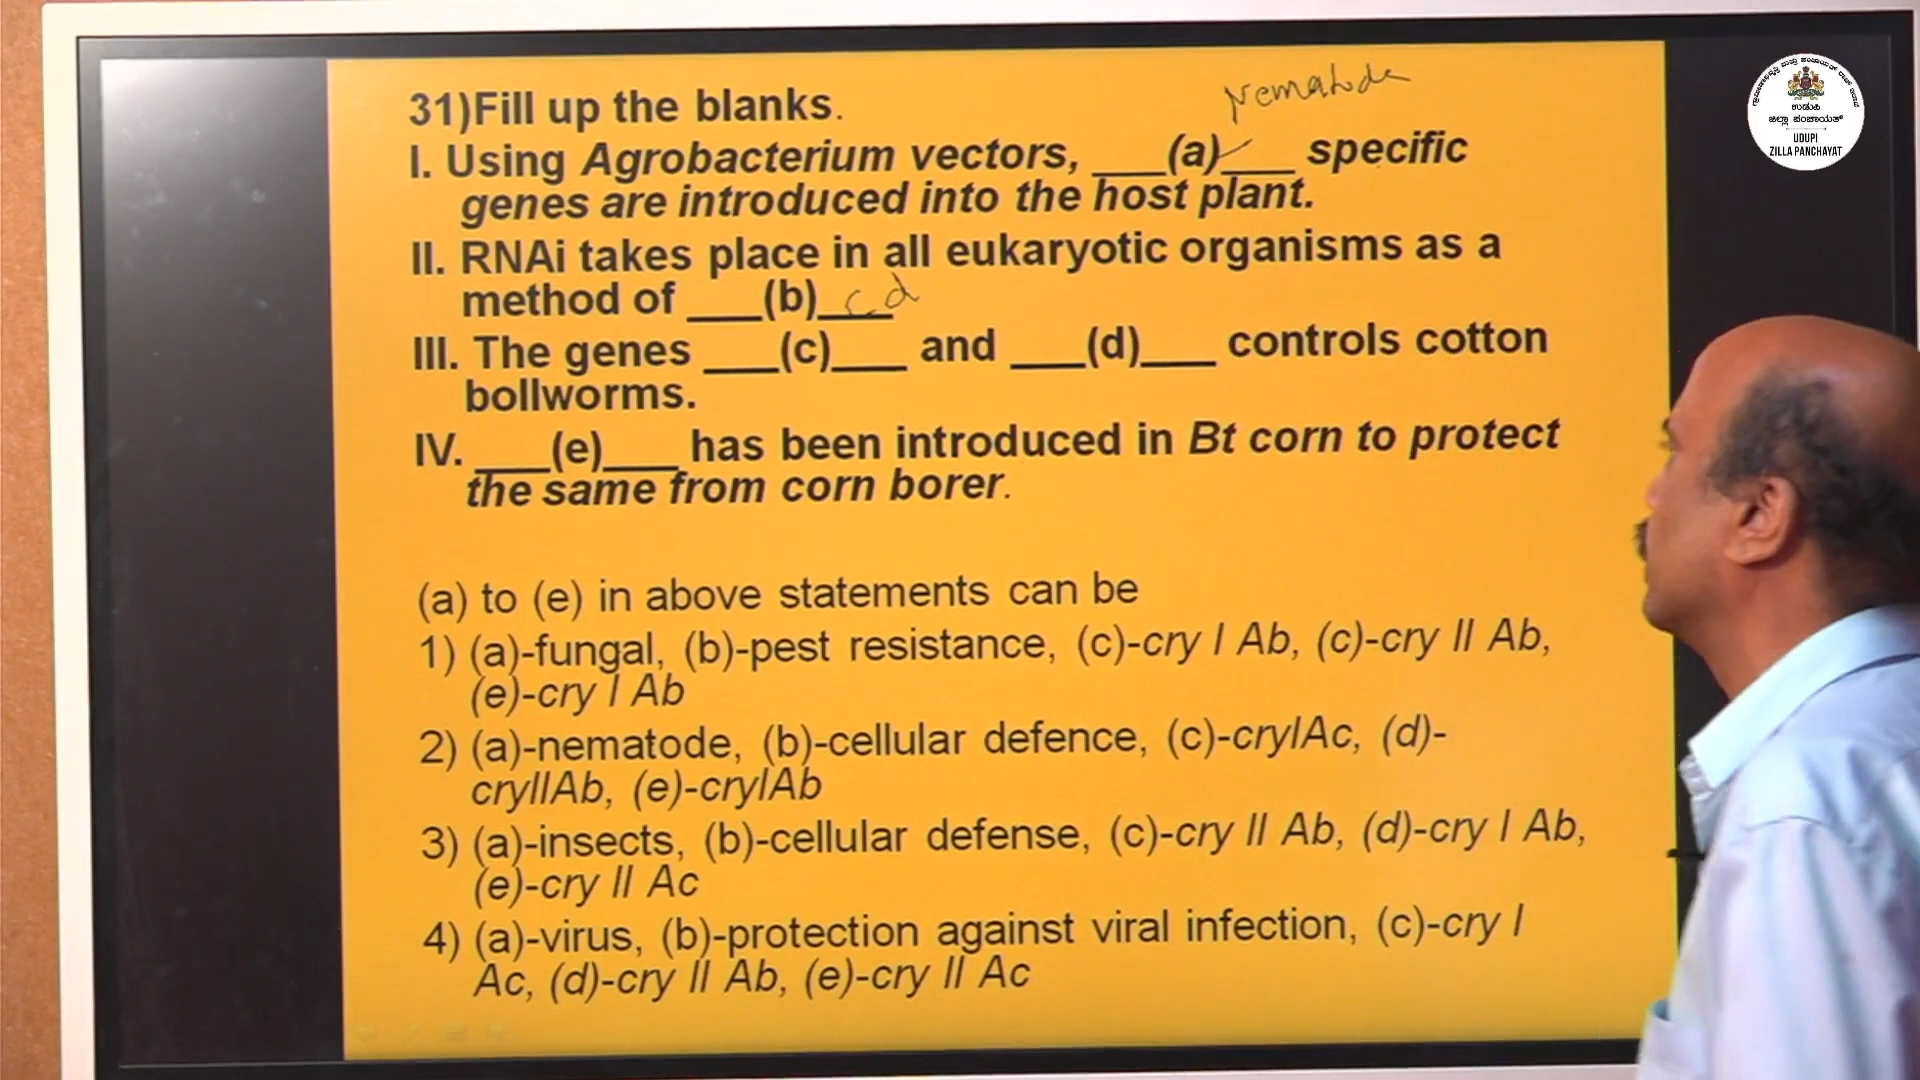 Nematode
31)Fill up the blanks.
I. Using Agrobacterium vectors, ___(a)___ specific
genes are introduced into the host plant.
II. RNAi takes place in all eukaryotic organisms as a
method of ___(b)___ cd
III. The genes ___(c)___ and ___(d)___ controls cotton
bollworms.
IV. ___(e)___ has been introduced in Bt corn to protect
the same from corn borer.
(a) to (e) in above statements can be
1) (a)-fungal, (b)-pest resistance, (c)-cry I Ab, (c)-cry II Ab,
(e)-cry I Ab
2) (a)-nematode, (b)-cellular defence, (c)-cryIAc, (d)-
cryIIAb, (e)-cryIAb
3) (a)-insects, (b)-cellular defense, (c)-cry II Ab, (d)-cry I Ab,
(e)-cry II Ac
4) (a)-virus, (b)-protection against viral infection, (c)-cry I
Ac, (d)-cry II Ab, (e)-cry II Ac
ಉಡುಪಿ
ಜಿಲ್ಲಾ ಪಂಚಾಯತ್
UDUPI
ZILLA PANCHAYAT